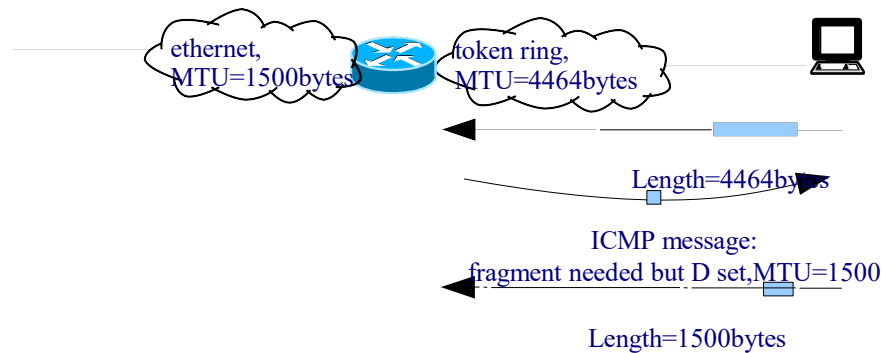 ethernet,
MTU=1500bytes
token ring,
MTU=4464bytes
Length=4464bytes
ICMP message:
fragment needed but D set,MTU=1500
Length=1500bytes